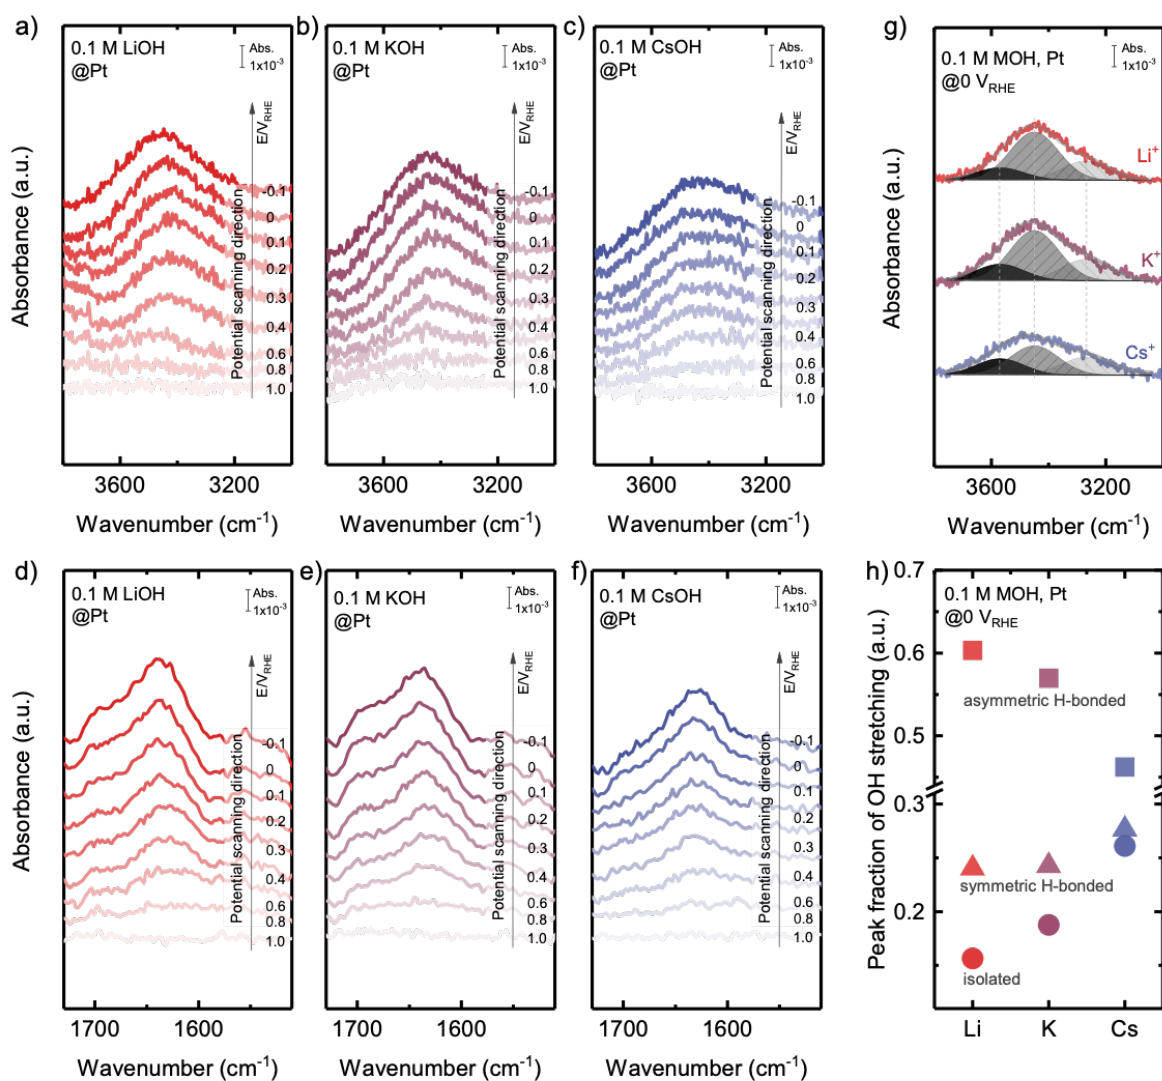 a)
0.1 M LiOH
@Pt
Abs.
1x10⁻³
E/V_RHE
Potential scanning direction
-0.1
0
0.1
0.2
0.3
0.4
0.6
0.8
1.0
Absorbance (a.u.)
3600
3200
Wavenumber (cm⁻¹)
b)
0.1 M KOH
@Pt
Abs.
1x10⁻³
E/V_RHE
Potential scanning direction
-0.1
0
0.1
0.2
0.3
0.4
0.6
0.8
1.0
3600
3200
Wavenumber (cm⁻¹)
c)
0.1 M CsOH
@Pt
Abs.
1x10⁻³
E/V_RHE
Potential scanning direction
-0.1
0
0.1
0.2
0.3
0.4
0.6
0.8
1.0
3600
3200
Wavenumber (cm⁻¹)
g)
0.1 M MOH, Pt
@0 V_RHE
Abs.
1x10⁻³
Li⁺
K⁺
Cs⁺
Absorbance (a.u.)
3600
3200
Wavenumber (cm⁻¹)
d)
0.1 M LiOH
@Pt
Abs.
1x10⁻³
E/V_RHE
Potential scanning direction
-0.1
0
0.1
0.2
0.3
0.4
0.6
0.8
1.0
Absorbance (a.u.)
1700
1600
Wavenumber (cm⁻¹)
e)
0.1 M KOH
@Pt
Abs.
1x10⁻³
E/V_RHE
Potential scanning direction
-0.1
0
0.1
0.2
0.3
0.4
0.6
0.8
1.0
1700
1600
Wavenumber (cm⁻¹)
f)
0.1 M CsOH
@Pt
Abs.
1x10⁻³
E/V_RHE
Potential scanning direction
-0.1
0
0.1
0.2
0.3
0.4
0.6
0.8
1.0
1700
1600
Wavenumber (cm⁻¹)
h)
0.1 M MOH, Pt
@0 V_RHE
Peak fraction of OH stretching (a.u.)
0.7
0.6
0.5
0.3
0.2
asymmetric H-bonded
symmetric H-bonded
isolated
Li
K
Cs